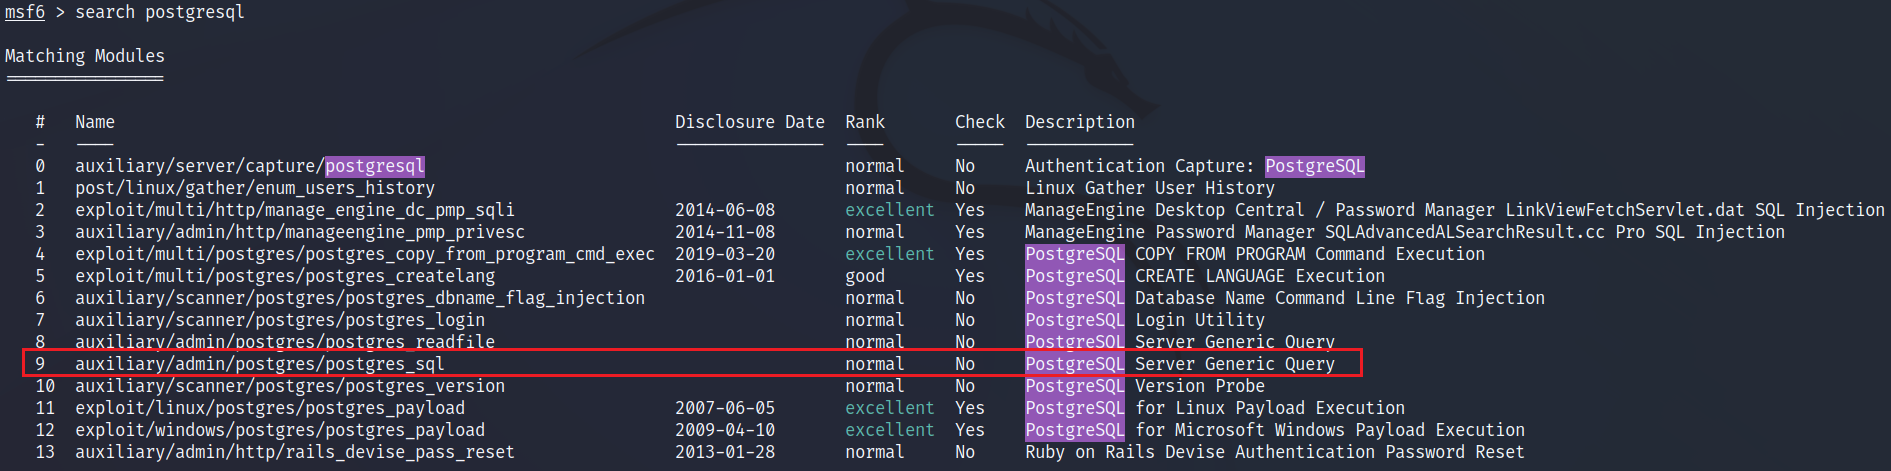 msf6 > search postgresql
Matching Modules
================
# Name Disclosure Date Rank Check Description
- ---- --------------- ---- ----- -----------
0 auxiliary/server/capture/postgresql normal No Authentication Capture: PostgreSQL
1 post/linux/gather/enum_users_history normal No Linux Gather User History
2 exploit/multi/http/manage_engine_dc_pmp_sqli 2014-06-08 excellent Yes ManageEngine Desktop Central / Password Manager LinkViewFetchServlet.dat SQL Injection
3 auxiliary/admin/http/manageengine_pmp_privesc 2014-11-08 normal Yes ManageEngine Password Manager SQLAdvancedALSearchResult.cc Pro SQL Injection
4 exploit/multi/postgres/postgres_copy_from_program_cmd_exec 2019-03-20 excellent Yes PostgreSQL COPY FROM PROGRAM Command Execution
5 exploit/multi/postgres/postgres_createlang 2016-01-01 good Yes PostgreSQL CREATE LANGUAGE Execution
6 auxiliary/scanner/postgres/postgres_dbname_flag_injection normal No PostgreSQL Database Name Command Line Flag Injection
7 auxiliary/scanner/postgres/postgres_login normal No PostgreSQL Login Utility
8 auxiliary/admin/postgres/postgres_readfile normal No PostgreSQL Server Generic Query
9 auxiliary/admin/postgres/postgres_sql normal No PostgreSQL Server Generic Query
10 auxiliary/scanner/postgres/postgres_version normal No PostgreSQL Version Probe
11 exploit/linux/postgres/postgres_payload 2007-06-05 excellent Yes PostgreSQL for Linux Payload Execution
12 exploit/windows/postgres/postgres_payload 2009-04-10 excellent Yes PostgreSQL for Microsoft Windows Payload Execution
13 auxiliary/admin/http/rails_devise_pass_reset 2013-01-28 normal No Ruby on Rails Devise Authentication Password Reset